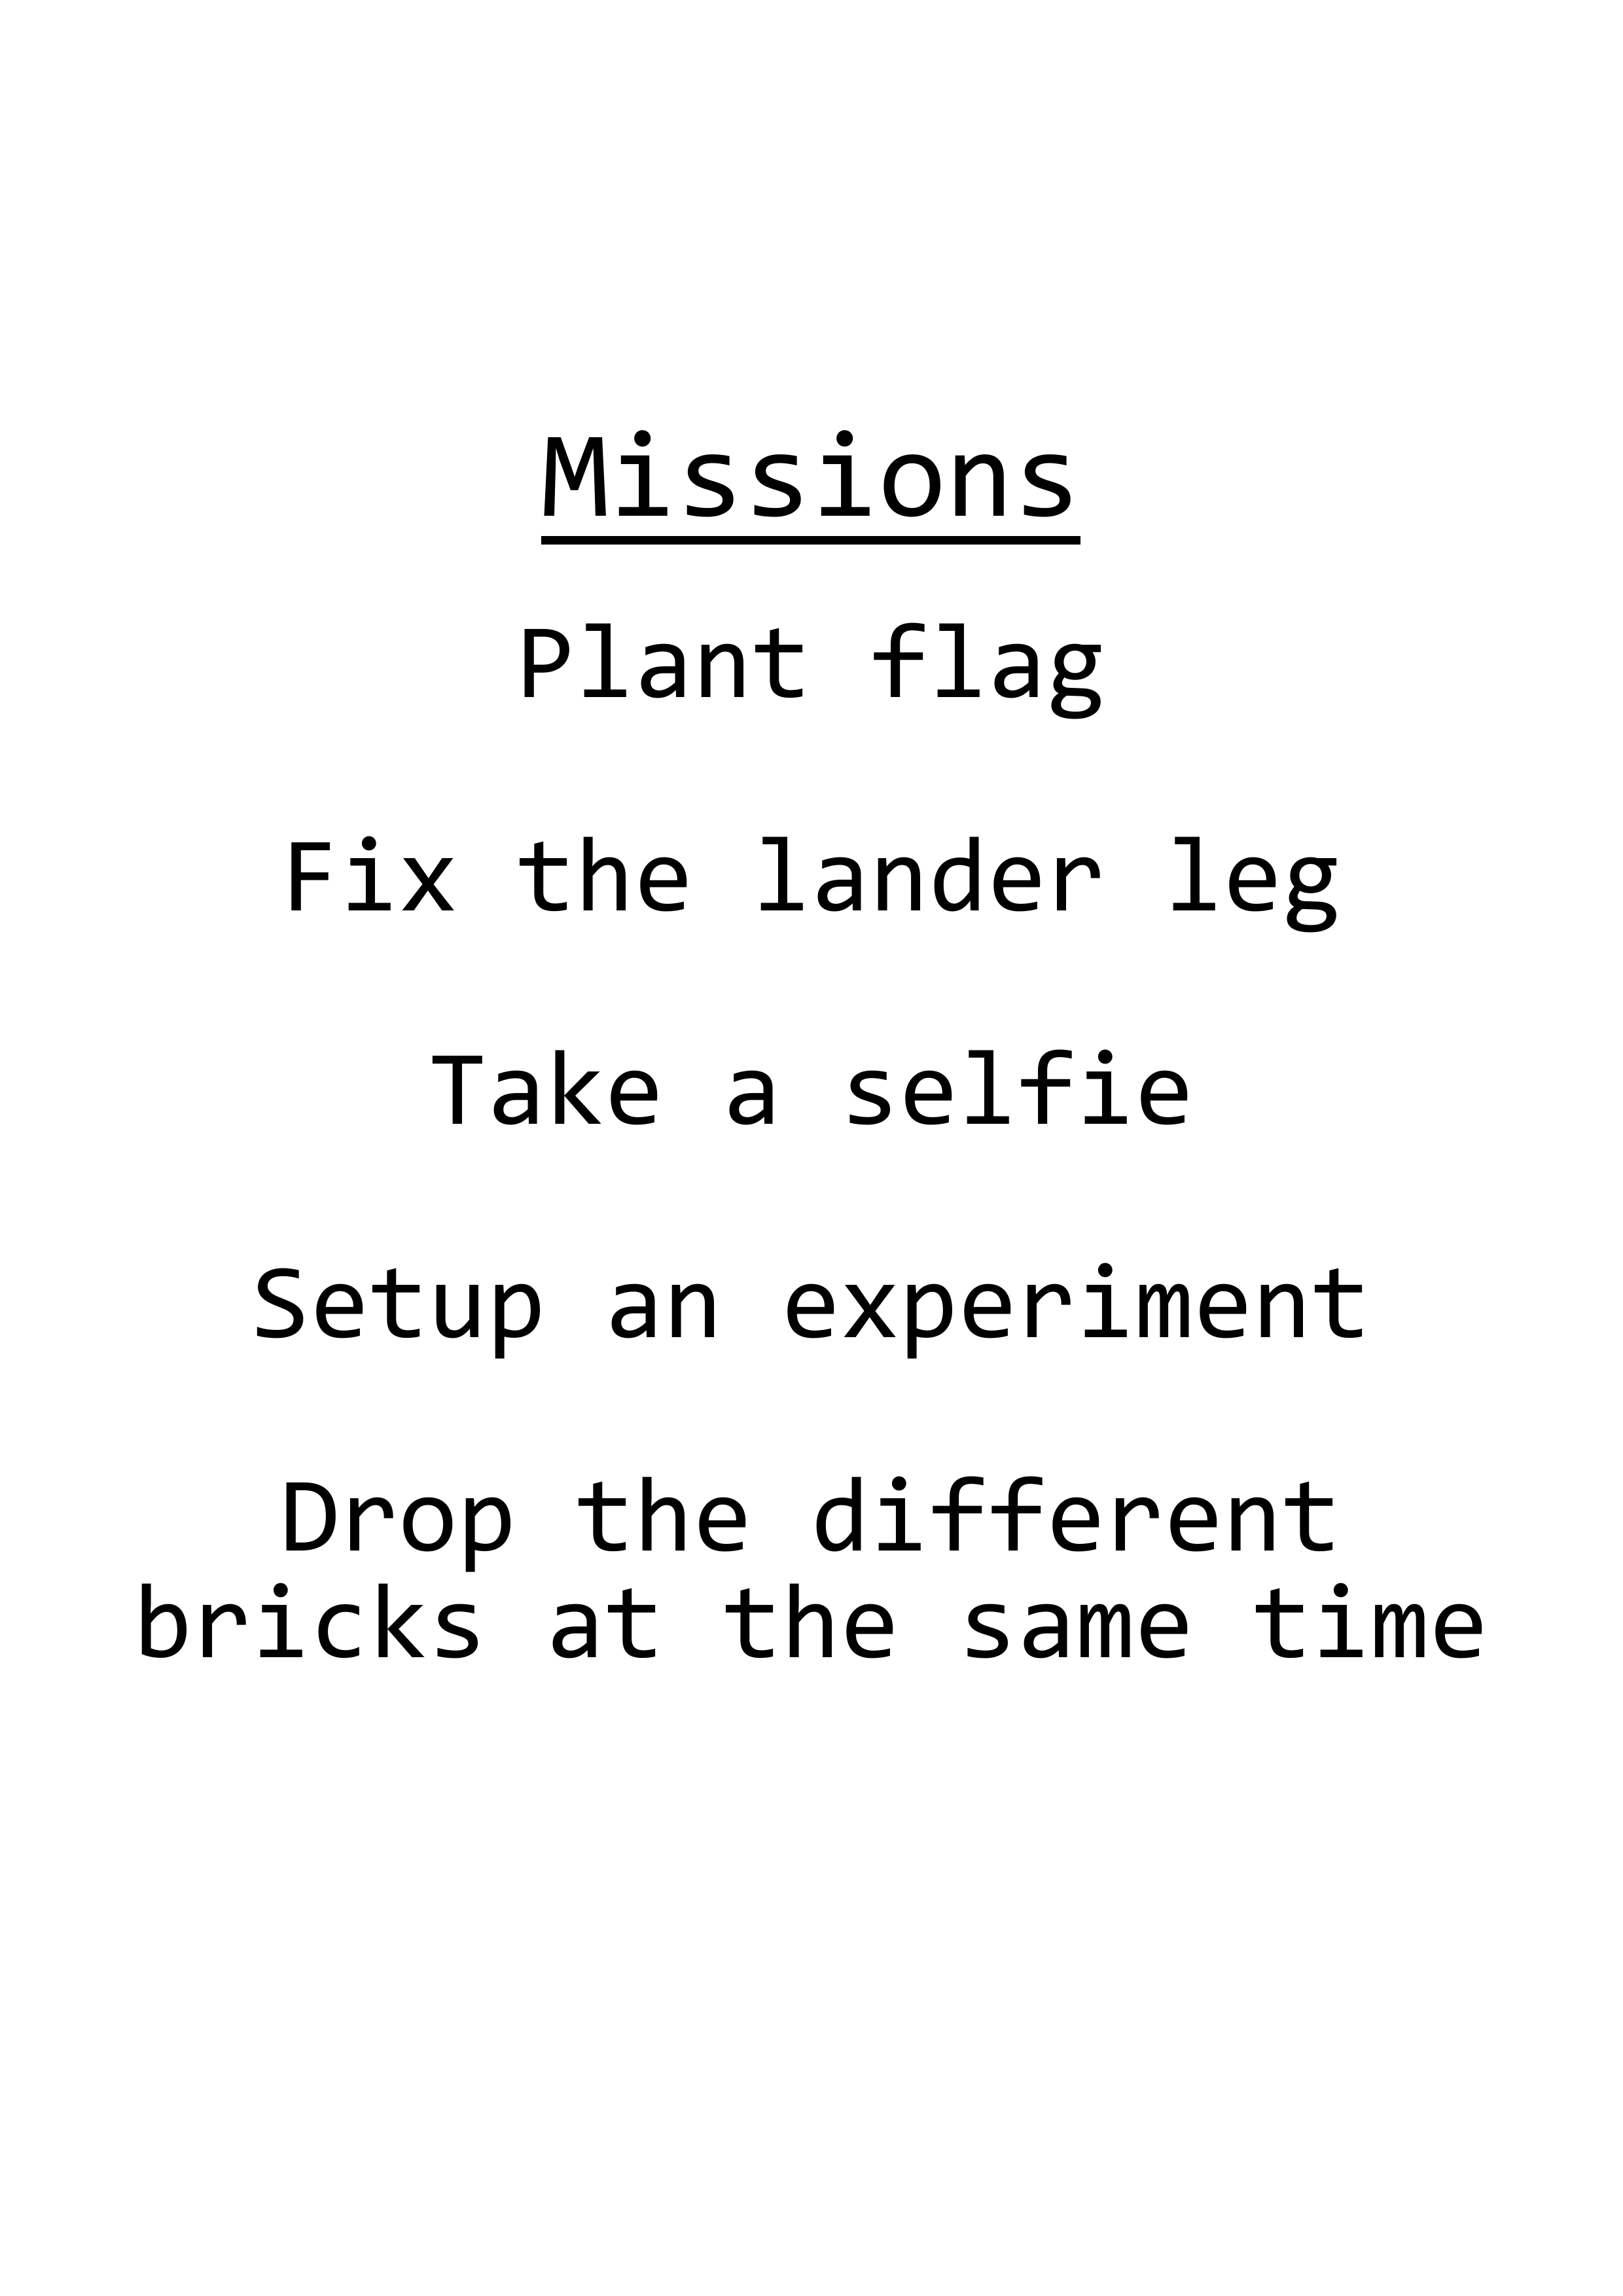 Missions
Plant flag
Fix the lander leg
Take a selfie
Setup an experiment
Drop the different
bricks at the same time